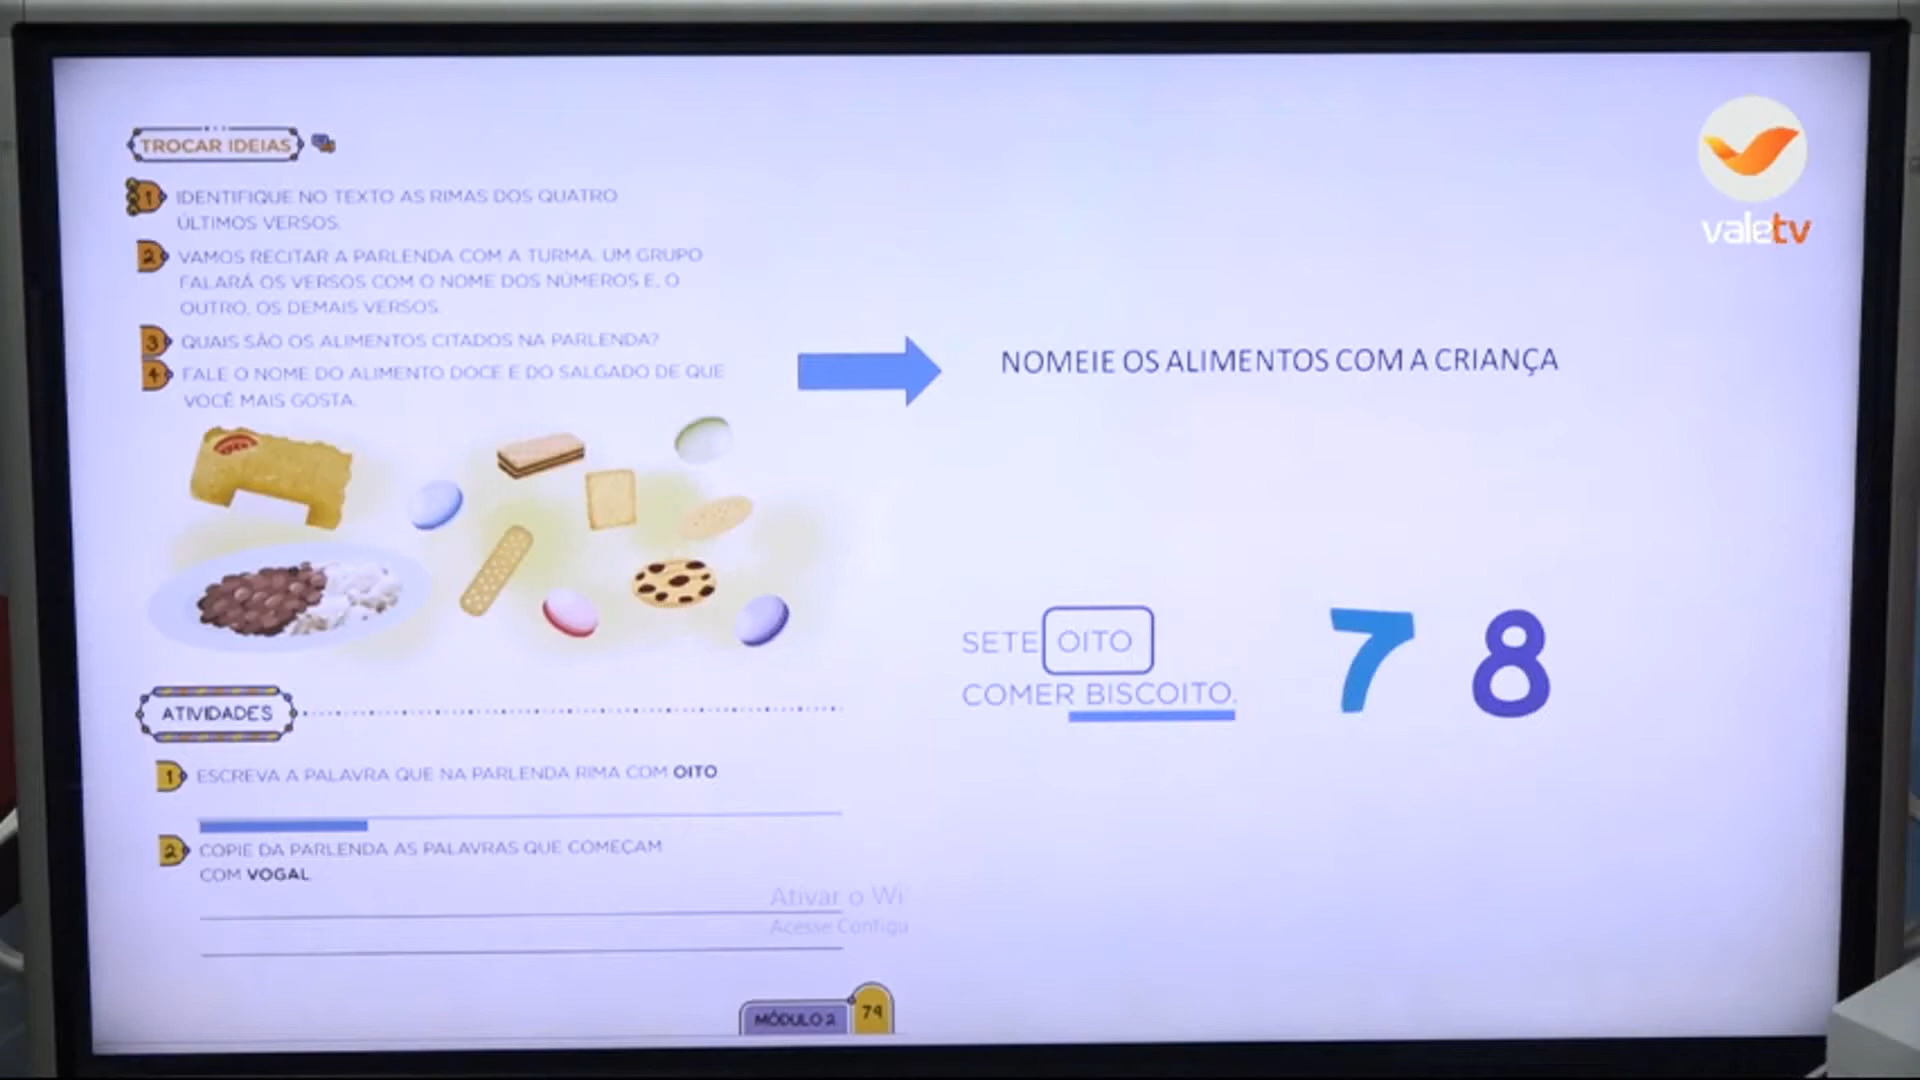 TROCAR IDEIAS
1 IDENTIFIQUE NO TEXTO AS RIMAS DOS QUATRO
ÚLTIMOS VERSOS.
2 VAMOS RECITAR A PARLENDA COM A TURMA. UM GRUPO
FALARÁ OS VERSOS COM O NOME DOS NÚMEROS E, O
OUTRO, OS DEMAIS VERSOS.
3 QUAIS SÃO OS ALIMENTOS CITADOS NA PARLENDA?
4 FALE O NOME DO ALIMENTO DOCE E DO SALGADO DE QUE
VOCÊ MAIS GOSTA.
ATIVIDADES
1 ESCREVA A PALAVRA QUE NA PARLENDA RIMA COM OITO
2 COPIE DA PARLENDA AS PALAVRAS QUE COMEÇAM
COM VOGAL
Ativar o Wi
Acesse Configu
MÓDULO 2 79
valetv
NOMEIE OS ALIMENTOS COM A CRIANÇA
SETE OITO
COMER BISCOITO.
7 8